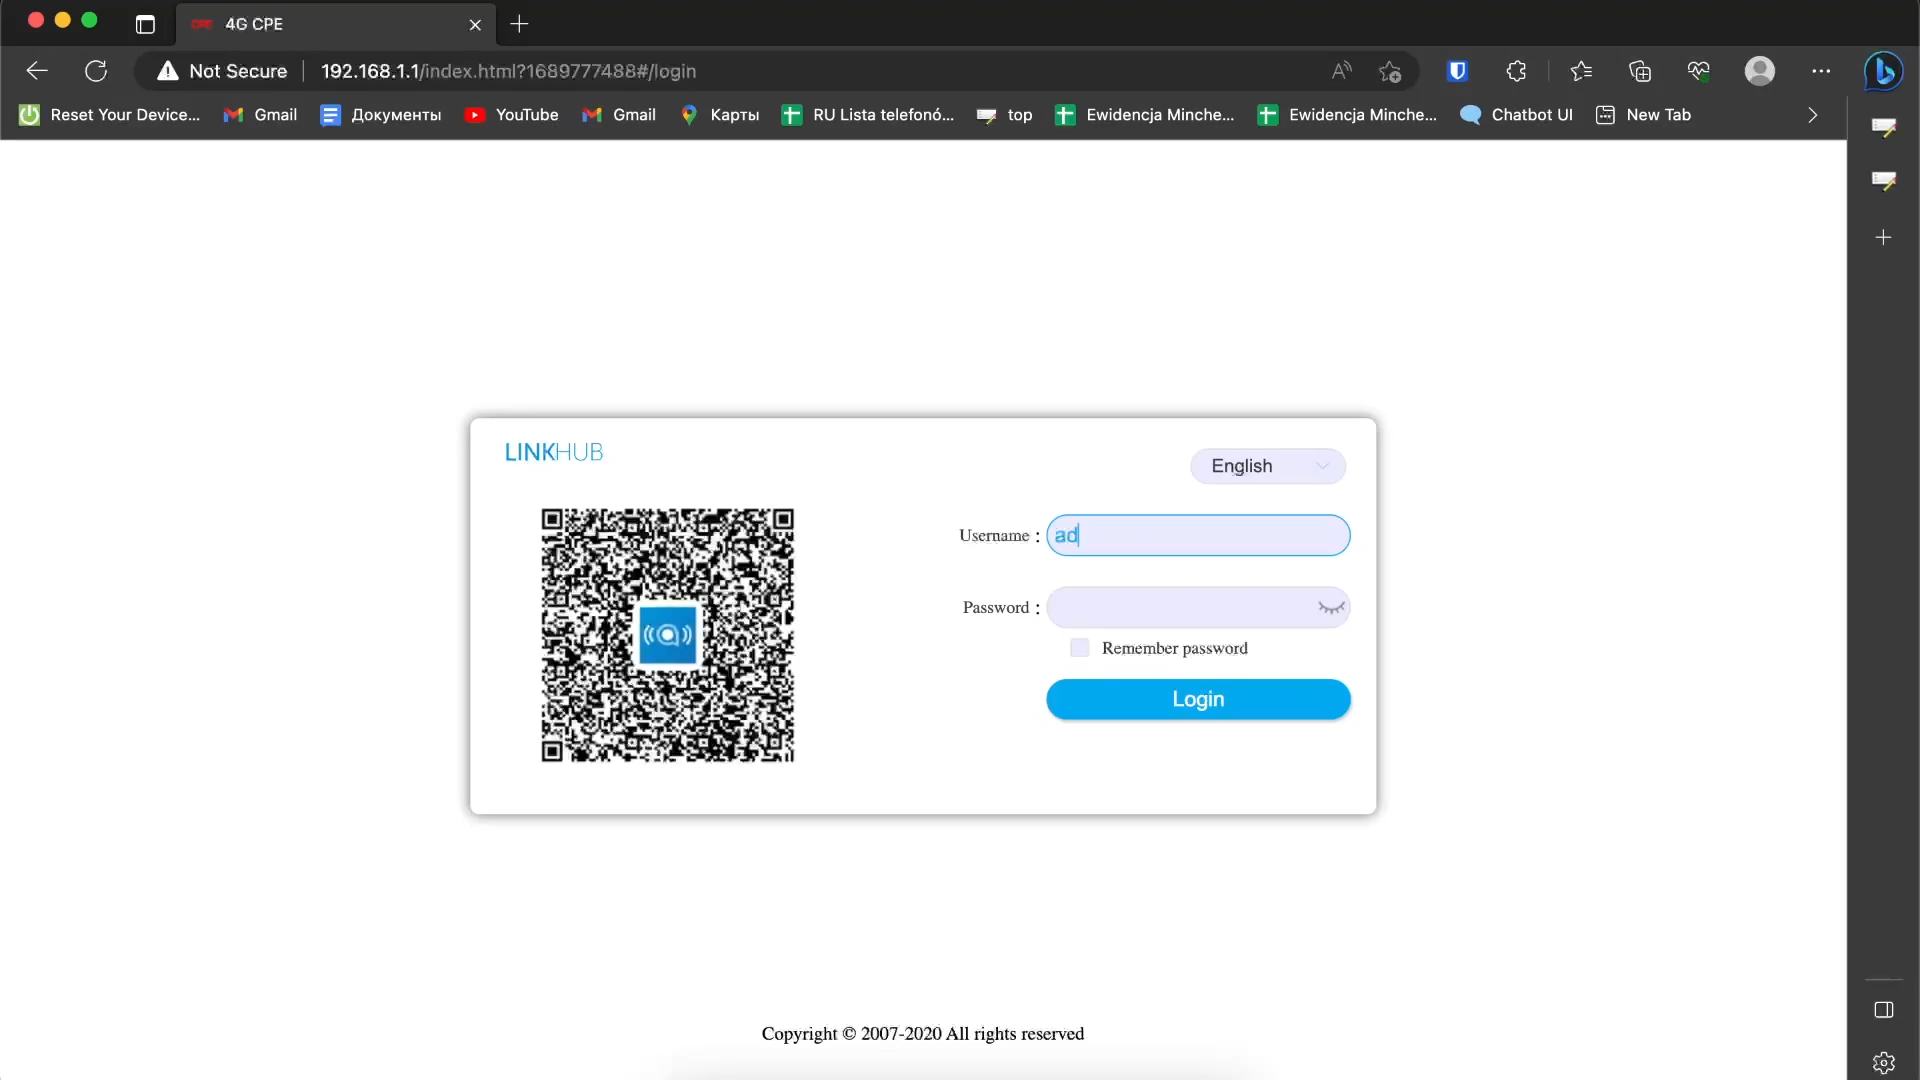 4G CPE
Not Secure 192.168.1.1/index.html?1689777488#/login
Reset Your Device... Gmail Документы YouTube Gmail Карты RU Lista telefonó... top Ewidencja Minche... Ewidencja Minche... Chatbot UI New Tab
LINKHUB
English
Username : ad
Password :
Remember password
Login
Copyright © 2007-2020 All rights reserved